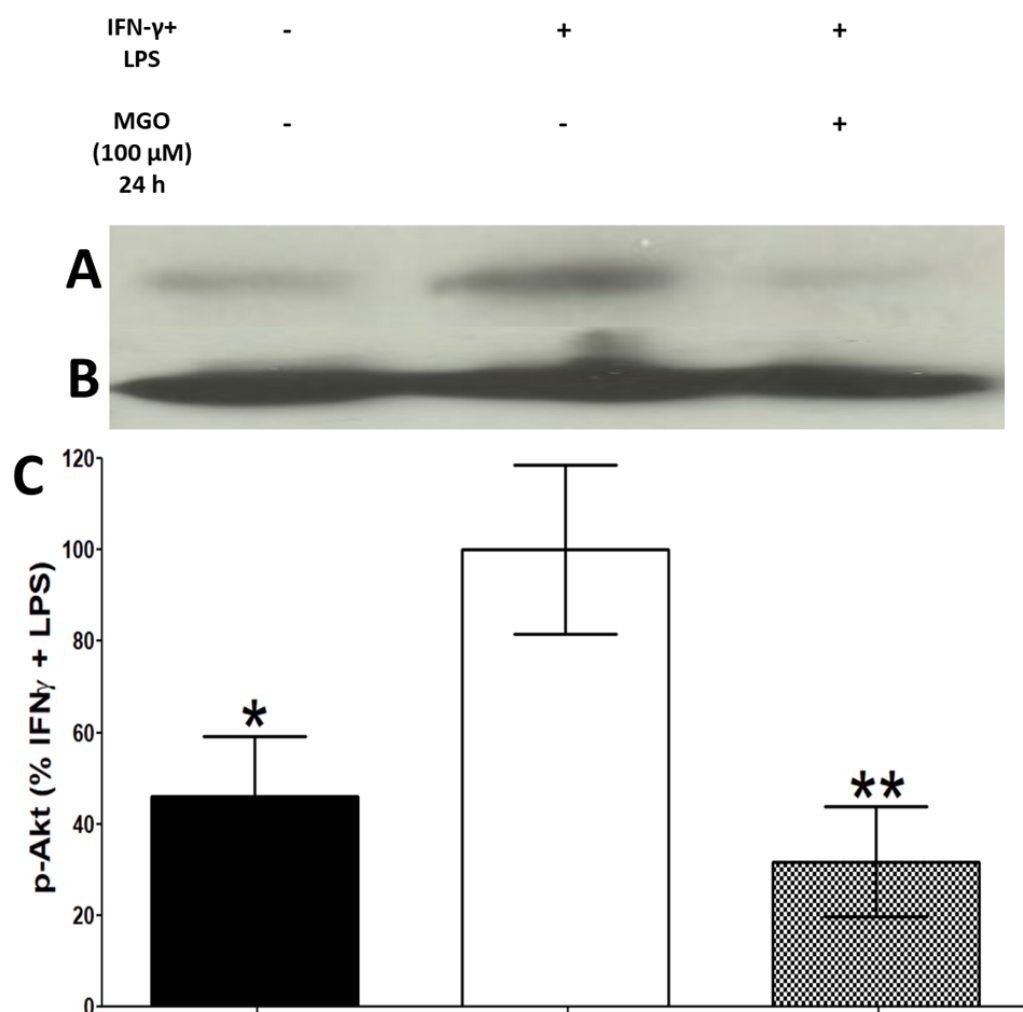 IFN-γ+
LPS
- + +
MGO
(100 µM)
24 h
- - +
A
B
C
120
100
80
60
40
20
0
p-Akt (% IFNγ + LPS)
*
**